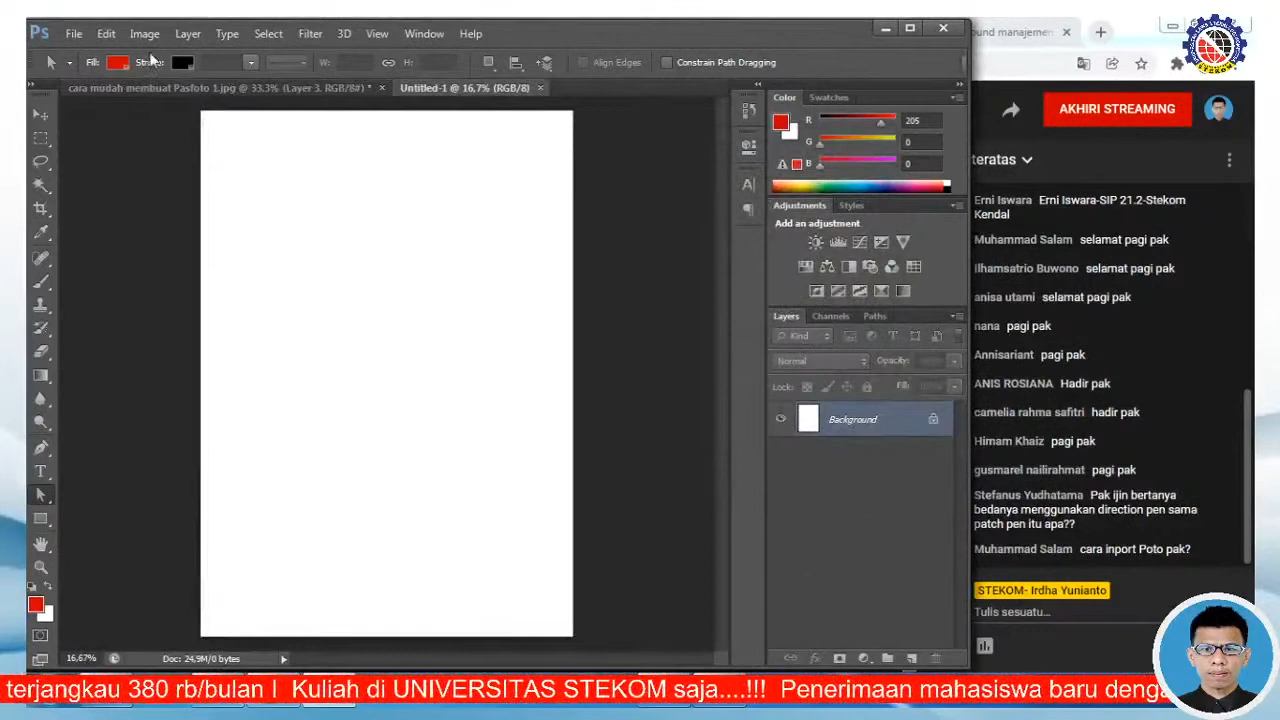 Ps File Edit Image Layer Type Select Filter 3D View Window Help
Fill: Stroke: W: H: Align Edges Constrain Path Dragging
cara mudah membuat Pasfoto 1.jpg @ 33.3% (Layer 3, RGB/8#) * × Untitled-1 @ 16,7% (RGB/8) ×
Color Swatches
R 205
G 0
B 0
Adjustments Styles
Add an adjustment
Layers Channels Paths
Kind
Normal Opacity:
Lock: Fill:
Background
16,67% Doc: 24,9M/0 bytes
ound manajemen
STEKOM
AKHIRI STREAMING
teratas
Erni Iswara Erni Iswara-SIP 21.2-Stekom
Kendal
Muhammad Salam selamat pagi pak
Ilhamsatrio Buwono selamat pagi pak
anisa utami selamat pagi pak
nana pagi pak
Annisariant pagi pak
ANIS ROSIANA Hadir pak
camelia rahma safitri hadir pak
Himam Khaiz pagi pak
gusmarel nailirahmat pagi pak
Stefanus Yudhatama Pak ijin bertanya
bedanya menggunakan direction pen sama
patch pen itu apa??
Muhammad Salam cara inport Poto pak?
STEKOM- Irdha Yunianto
Tulis sesuatu...
terjangkau 380 rb/bulan I Kuliah di UNIVERSITAS STEKOM saja....!!! Penerimaan mahasiswa baru denga